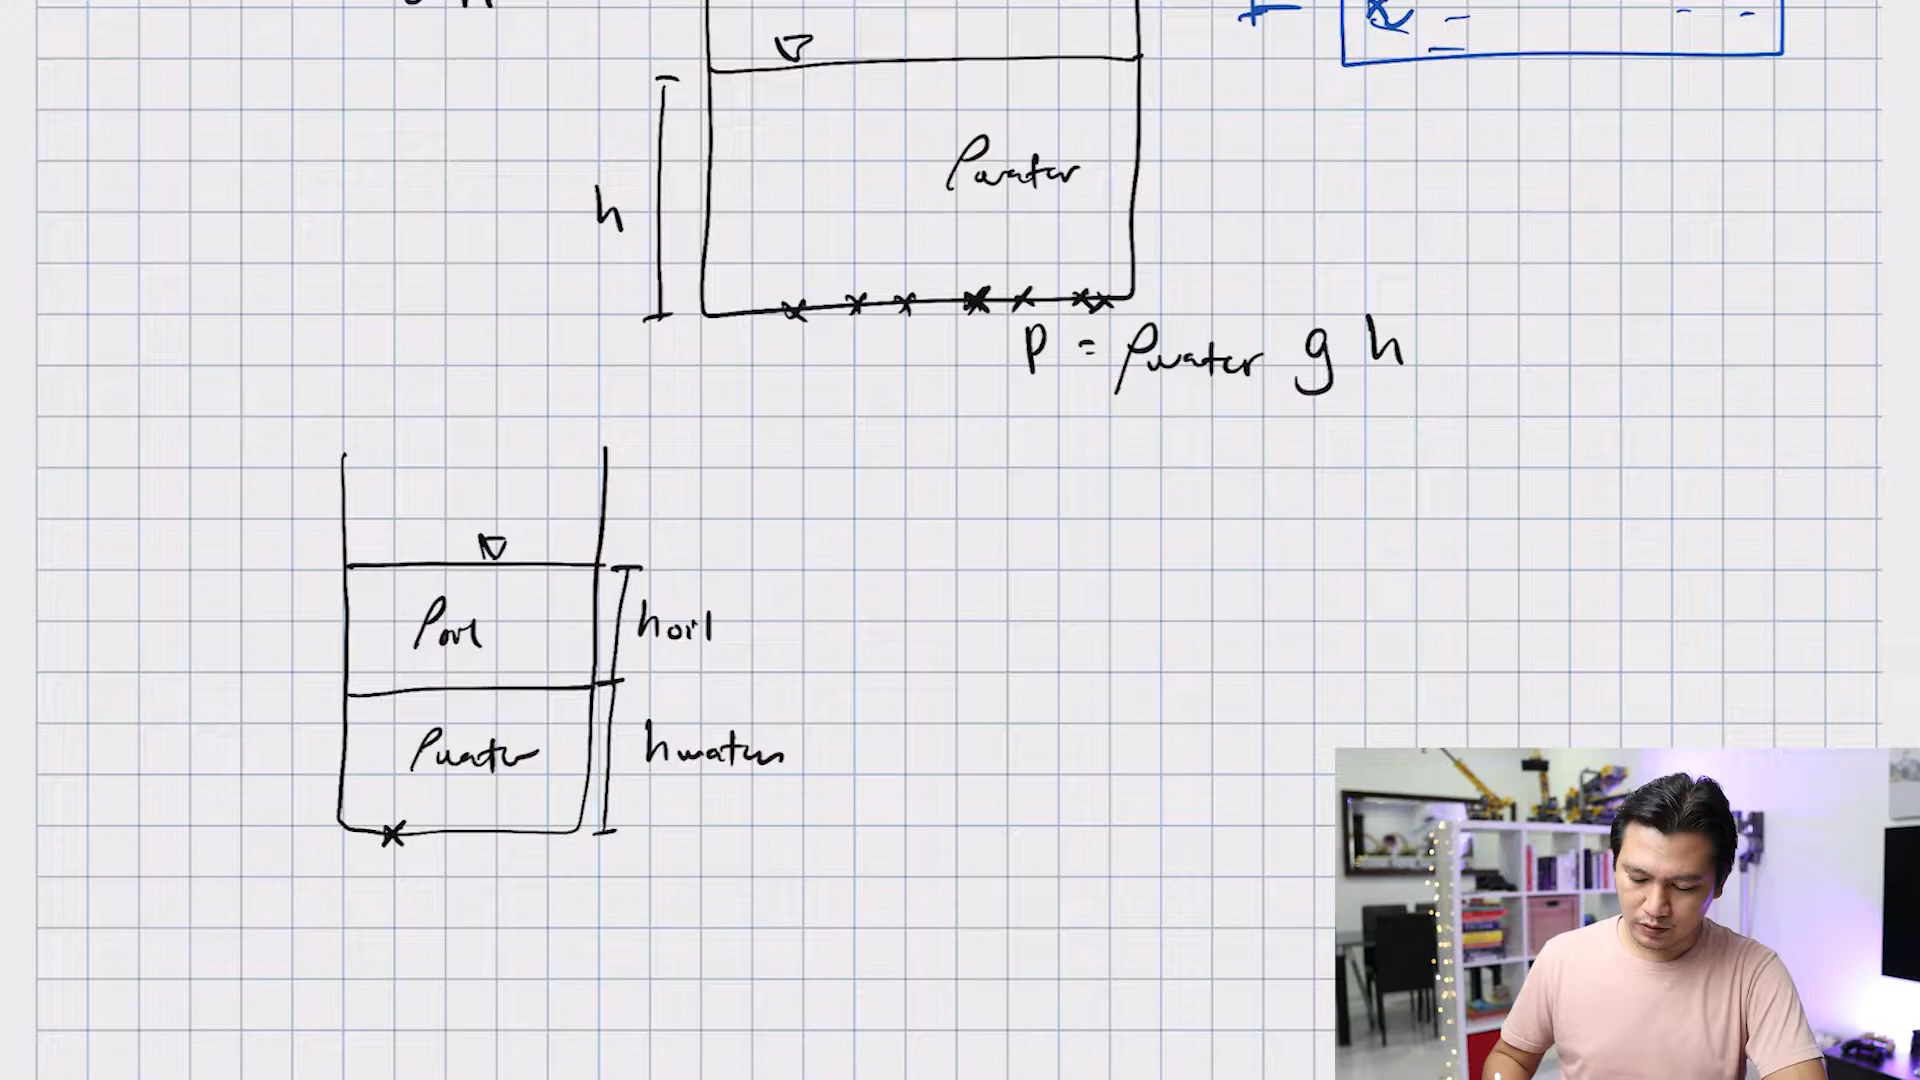 ρwater
h
P = ρwater g h
ρoil
hoil
ρwater
hwater